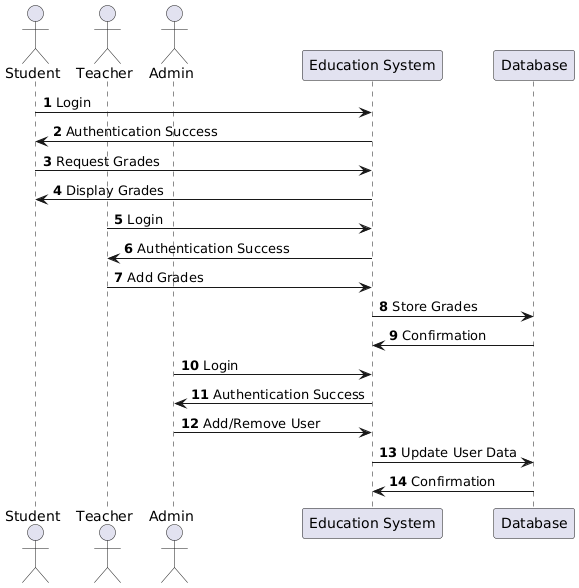 Student Teacher Admin Education System Database
1 Login
2 Authentication Success
3 Request Grades
4 Display Grades
5 Login
6 Authentication Success
7 Add Grades
8 Store Grades
9 Confirmation
10 Login
11 Authentication Success
12 Add/Remove User
13 Update User Data
14 Confirmation
Student Teacher Admin Education System Database